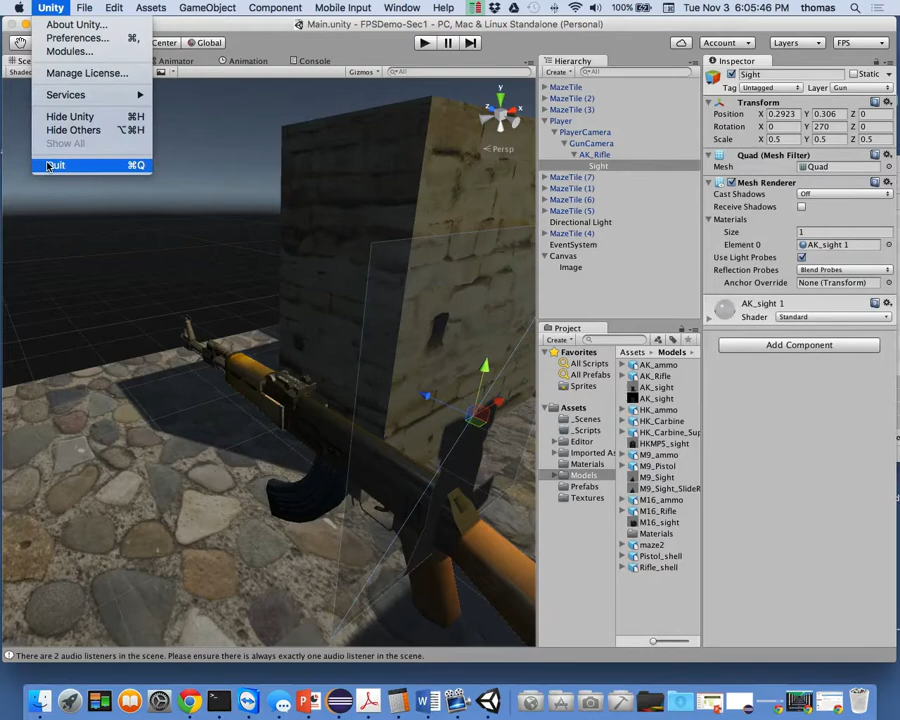 Unity File Edit Assets GameObject Component Mobile Input Window Help 100% Tue Nov 3 6:05:46 PM thomas
Main.unity - FPSDemo-Sec1 - PC, Mac & Linux Standalone (Personal)
About Unity...
Preferences... ⌘,
Modules...
Manage License...
Services
Hide Unity ⌘H
Hide Others ⌥⌘H
Show All
Quit ⌘Q
Center Global
Account Layers FPS
Animator Animation Console
Gizmos All
y
z x
Persp
Hierarchy
Create All
MazeTile
MazeTile (2)
MazeTile (3)
Player
PlayerCamera
GunCamera
AK_Rifle
Sight
MazeTile (7)
MazeTile (1)
MazeTile (6)
MazeTile (5)
Directional Light
MazeTile (4)
EventSystem
Canvas
Image
Project
Create
Favorites
All Scripts
All Prefabs
Sprites
Assets
_Scenes
_Scripts
Editor
Imported As
Materials
Models
Prefabs
Textures
Assets Models
AK_ammo
AK_Rifle
AK_sight
AK_sight
HK_ammo
HK_Carbine
HK_Carbine_Sup
HKMP5_sight
M9_ammo
M9_Pistol
M9_Sight
M9_Sight_SlideR
M16_ammo
M16_Rifle
M16_sight
Materials
maze2
Pistol_shell
Rifle_shell
Inspector
Sight Static
Tag Untagged Layer Gun
Transform
Position X 0.2923 Y 0.306 Z 0
Rotation X 0 Y 270 Z 0
Scale X 0.5 Y 0.5 Z 0.5
Quad (Mesh Filter)
Mesh Quad
Mesh Renderer
Cast Shadows Off
Receive Shadows
Materials
Size 1
Element 0 AK_sight 1
Use Light Probes
Reflection Probes Blend Probes
Anchor Override None (Transform)
AK_sight 1
Shader Standard
Add Component
There are 2 audio listeners in the scene. Please ensure there is always exactly one audio listener in the scene.